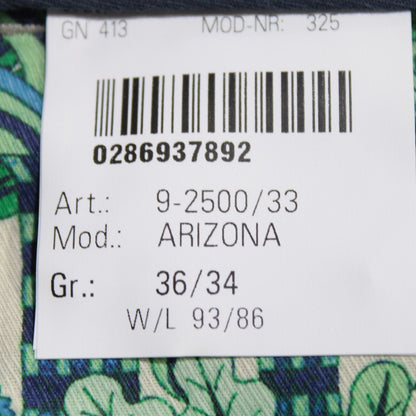 GN 413 MOD-NR: 325
0286937892
Art.: 9-2500/33
Mod.: ARIZONA
Gr.: 36/34
W/L 93/86